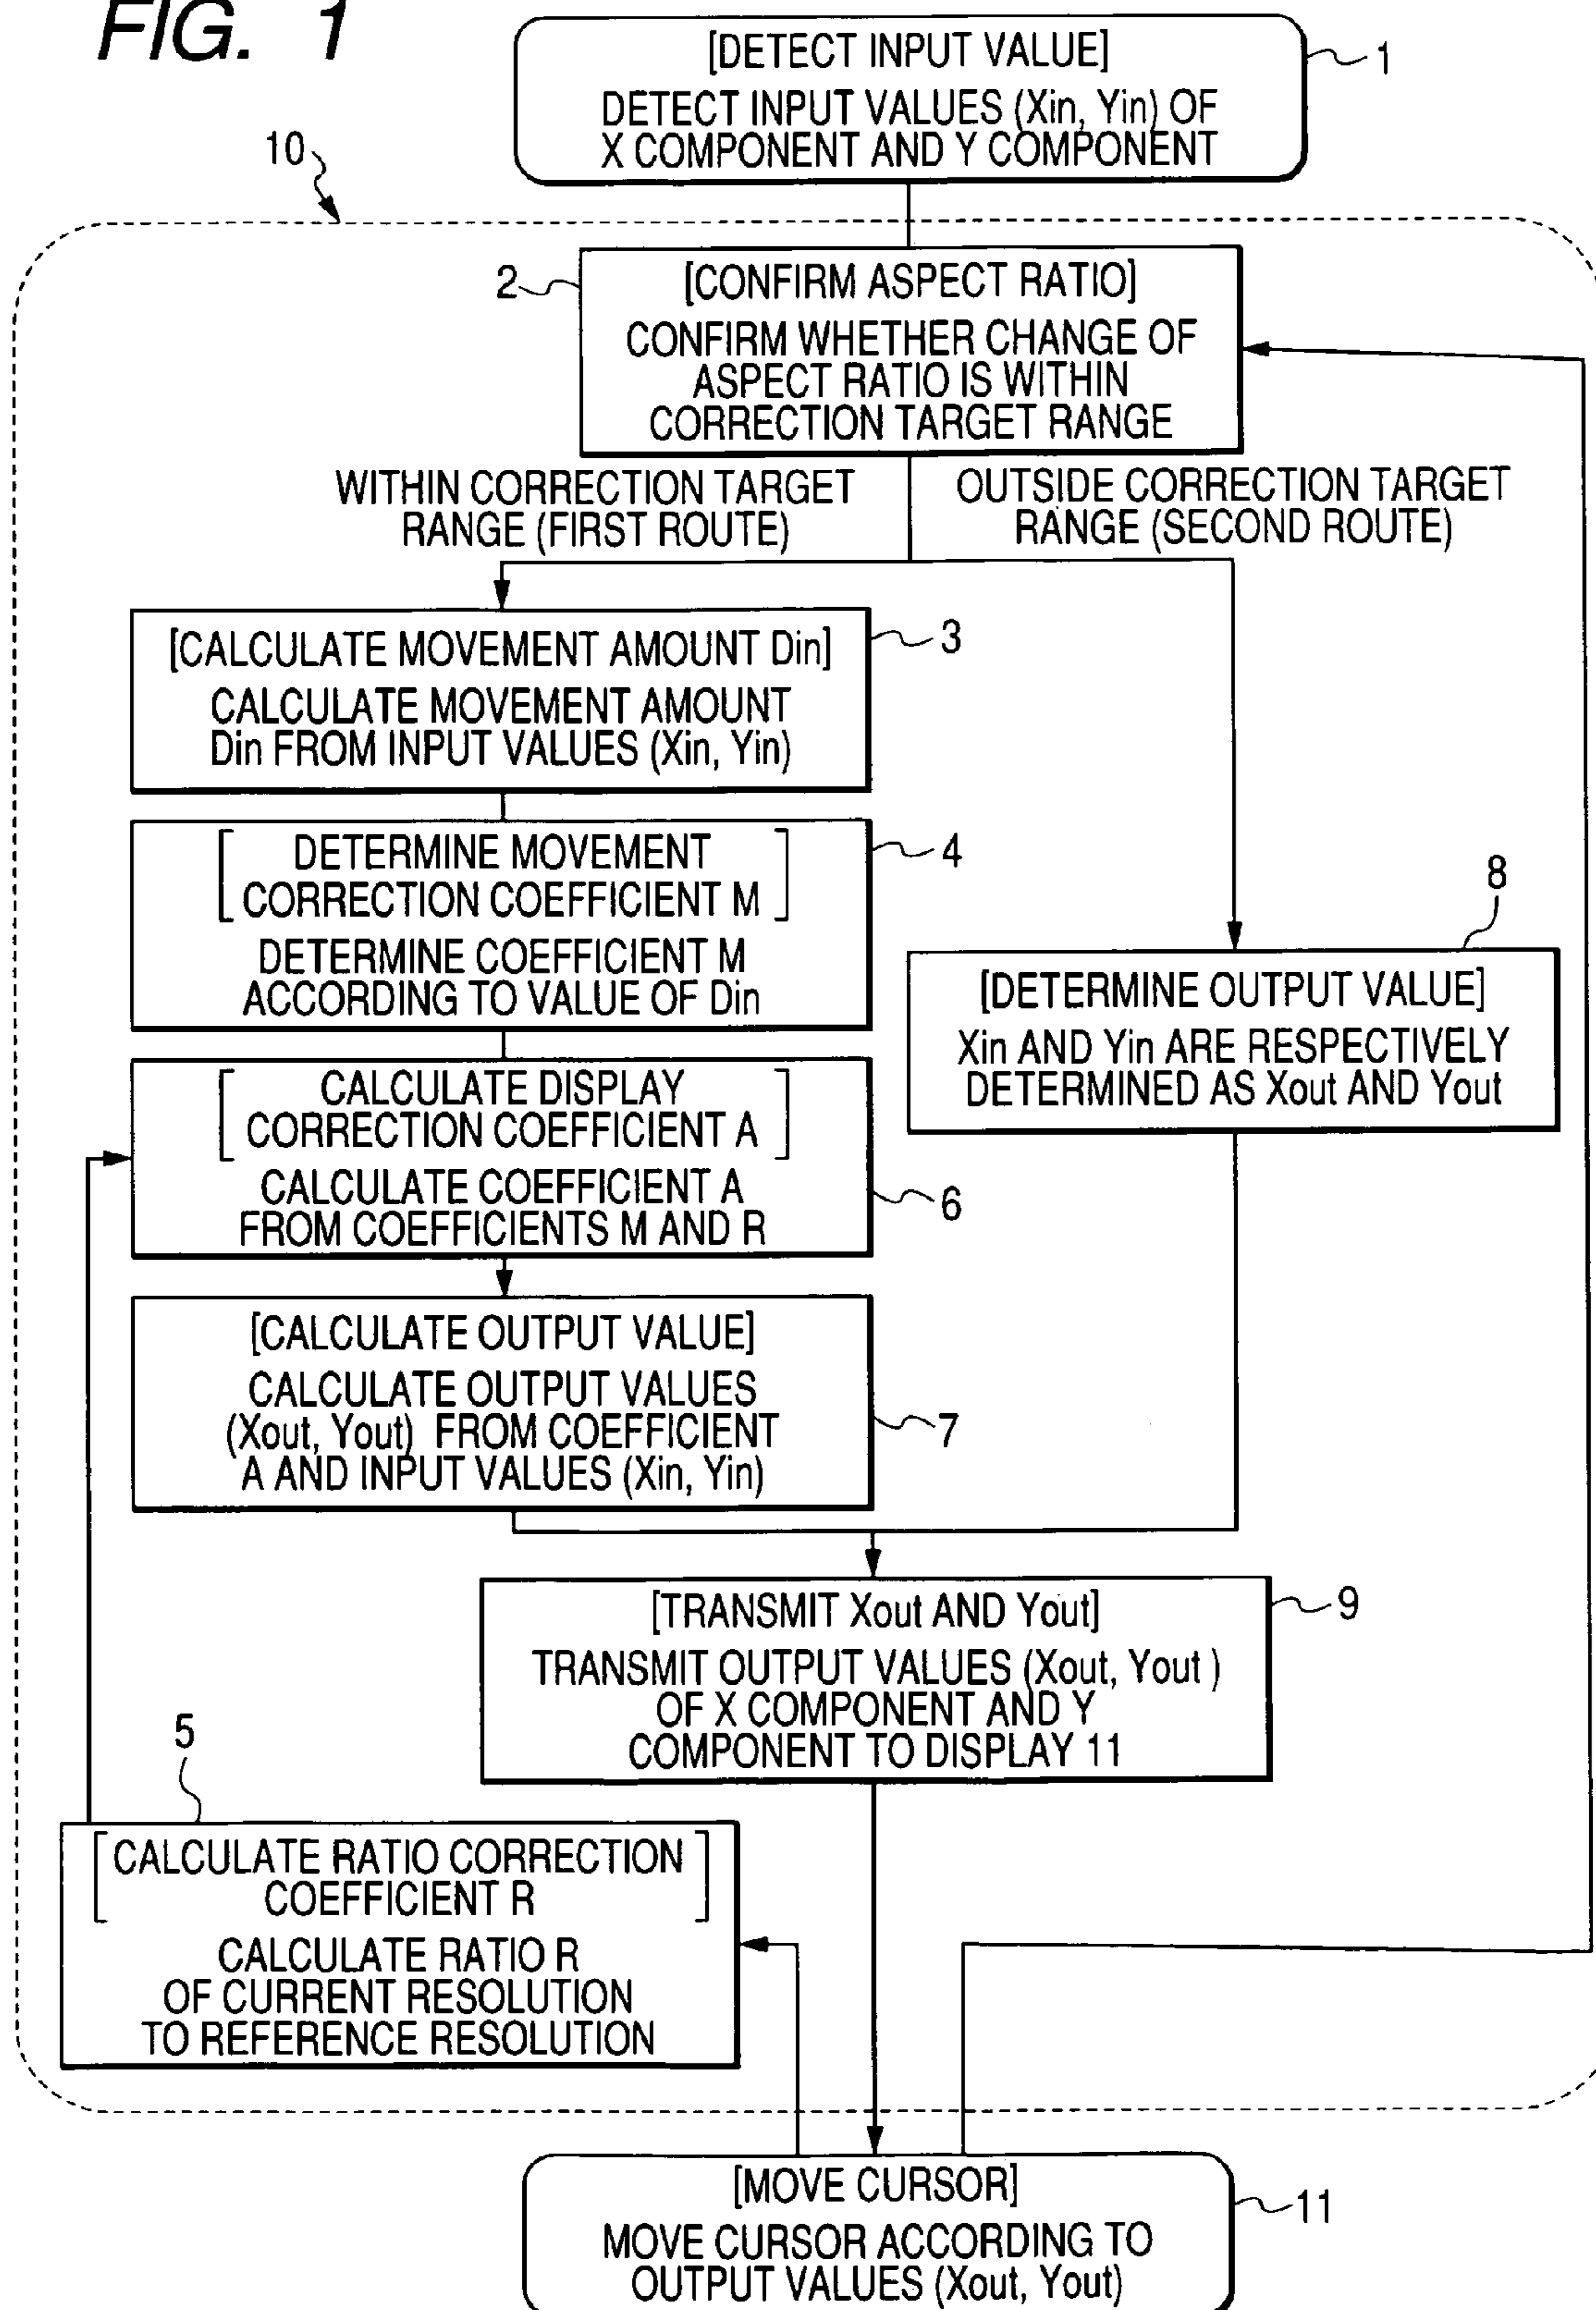 FIG. 1
[DETECT INPUT VALUE]
DETECT INPUT VALUES (Xin, Yin) OF
X COMPONENT AND Y COMPONENT
1
10
2
[CONFIRM ASPECT RATIO]
CONFIRM WHETHER CHANGE OF
ASPECT RATIO IS WITHIN
CORRECTION TARGET RANGE
WITHIN CORRECTION TARGET
RANGE (FIRST ROUTE)
OUTSIDE CORRECTION TARGET
RANGE (SECOND ROUTE)
[CALCULATE MOVEMENT AMOUNT Din]
CALCULATE MOVEMENT AMOUNT
Din FROM INPUT VALUES (Xin, Yin)
3
[DETERMINE MOVEMENT
CORRECTION COEFFICIENT M]
DETERMINE COEFFICIENT M
ACCORDING TO VALUE OF Din
4
8
[DETERMINE OUTPUT VALUE]
Xin AND Yin ARE RESPECTIVELY
DETERMINED AS Xout AND Yout
[CALCULATE DISPLAY
CORRECTION COEFFICIENT A]
CALCULATE COEFFICIENT A
FROM COEFFICIENTS M AND R
6
[CALCULATE OUTPUT VALUE]
CALCULATE OUTPUT VALUES
(Xout, Yout) FROM COEFFICIENT
A AND INPUT VALUES (Xin, Yin)
7
[TRANSMIT Xout AND Yout]
TRANSMIT OUTPUT VALUES (Xout, Yout )
OF X COMPONENT AND Y
COMPONENT TO DISPLAY 11
9
5
[CALCULATE RATIO CORRECTION
COEFFICIENT R]
CALCULATE RATIO R
OF CURRENT RESOLUTION
TO REFERENCE RESOLUTION
[MOVE CURSOR]
MOVE CURSOR ACCORDING TO
OUTPUT VALUES (Xout, Yout)
11